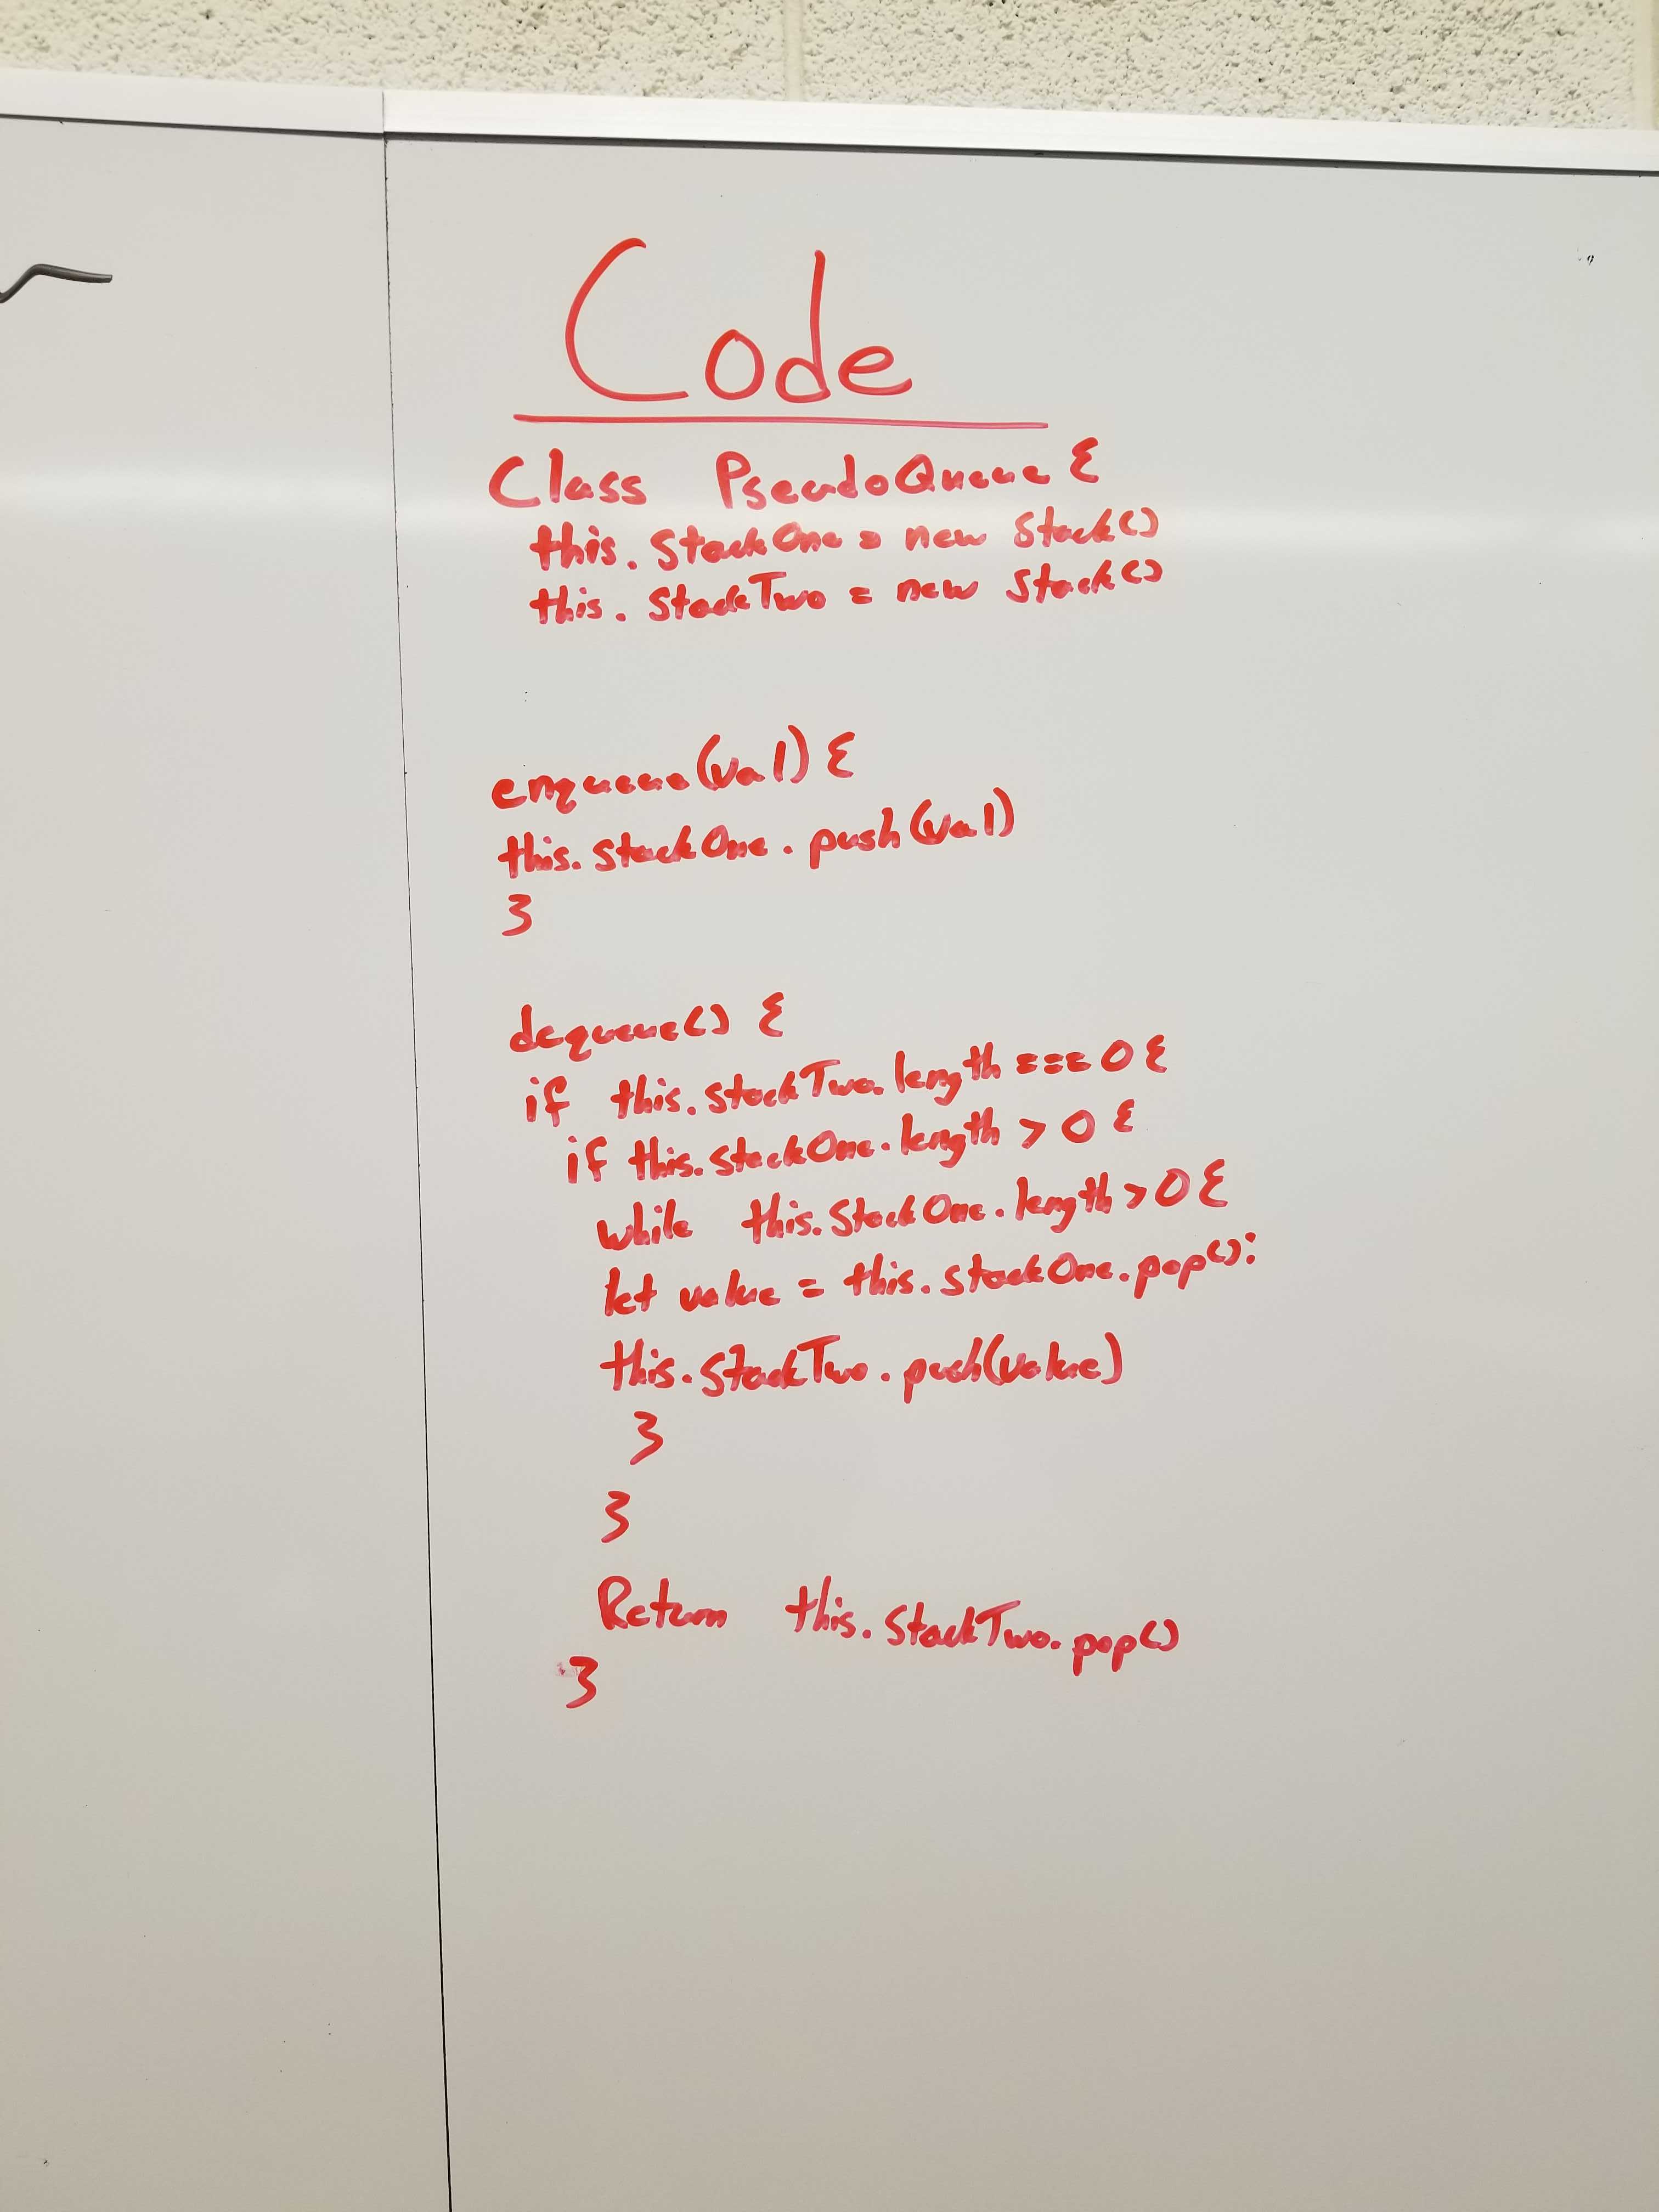 Code
Class PseudoQueue {
this.StackOne = new Stack()
this.StackTwo = new Stack()
enqueue(val) {
this.StackOne.push(val)
}
dequeue() {
if this.StackTwo.length === 0 {
if this.StackOne.length > 0 {
while this.StackOne.length > 0 {
let value = this.StackOne.pop():
this.StackTwo.push(value)
}
}
Return this.StackTwo.pop()
}